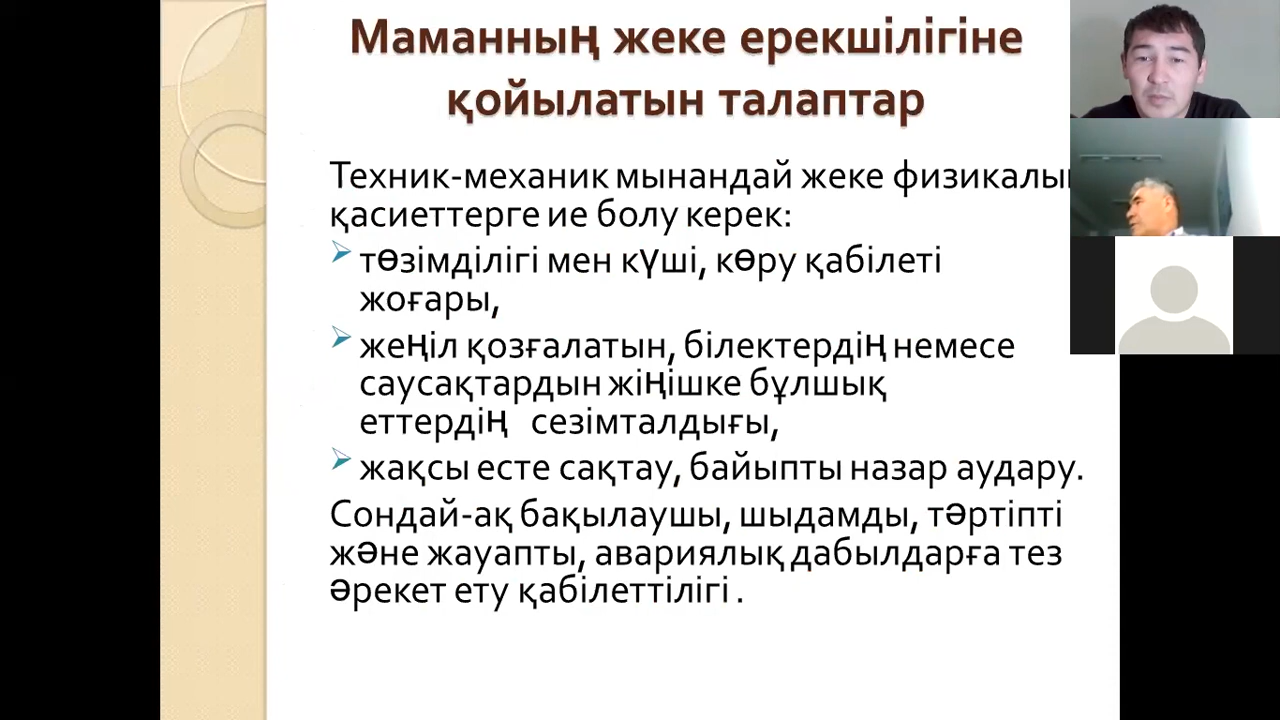 Маманның жеке ерекшілігіне
қойылатын талаптар
Техник-механик мынандай жеке
қасиеттерге ие болу керек:
төзімділігі мен күші, көру қабілеті
жоғары,
жеңіл қозғалатын, білектердің немесе
саусақтардын жіңішке бұлшық
еттердің сезімталдығы,
жақсы есте сақтау, байыпты назар аудару.
Сондай-ақ бақылаушы, шыдамды, тәртіпті
және жауапты, авариялық дабылдарға тез
әрекет ету қабілеттілігі .